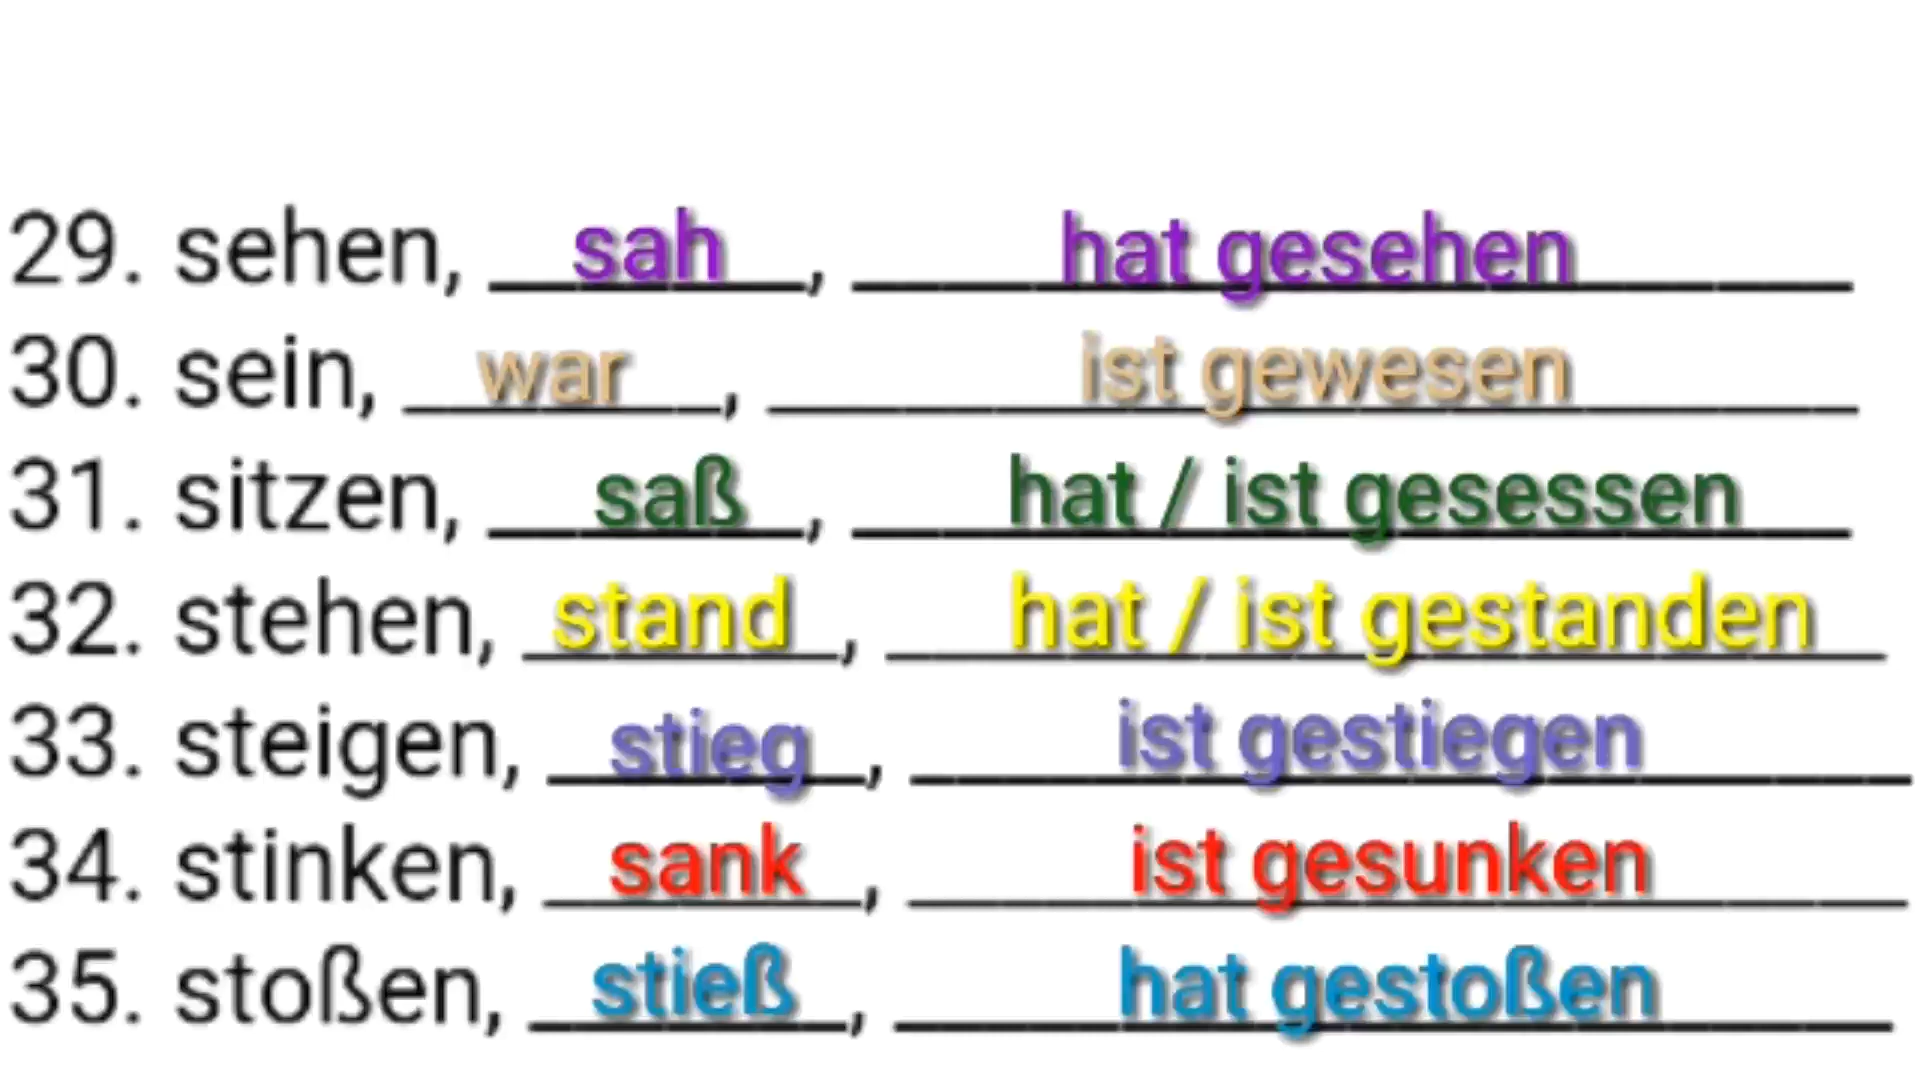 29. sehen, sah, hat gesehen
30. sein, war, ist gewesen
31. sitzen, saß, hat / ist gesessen
32. stehen, stand, hat / ist gestanden
33. steigen, stieg, ist gestiegen
34. stinken, sank, ist gesunken
35. stoßen, stieß, hat gestoßen